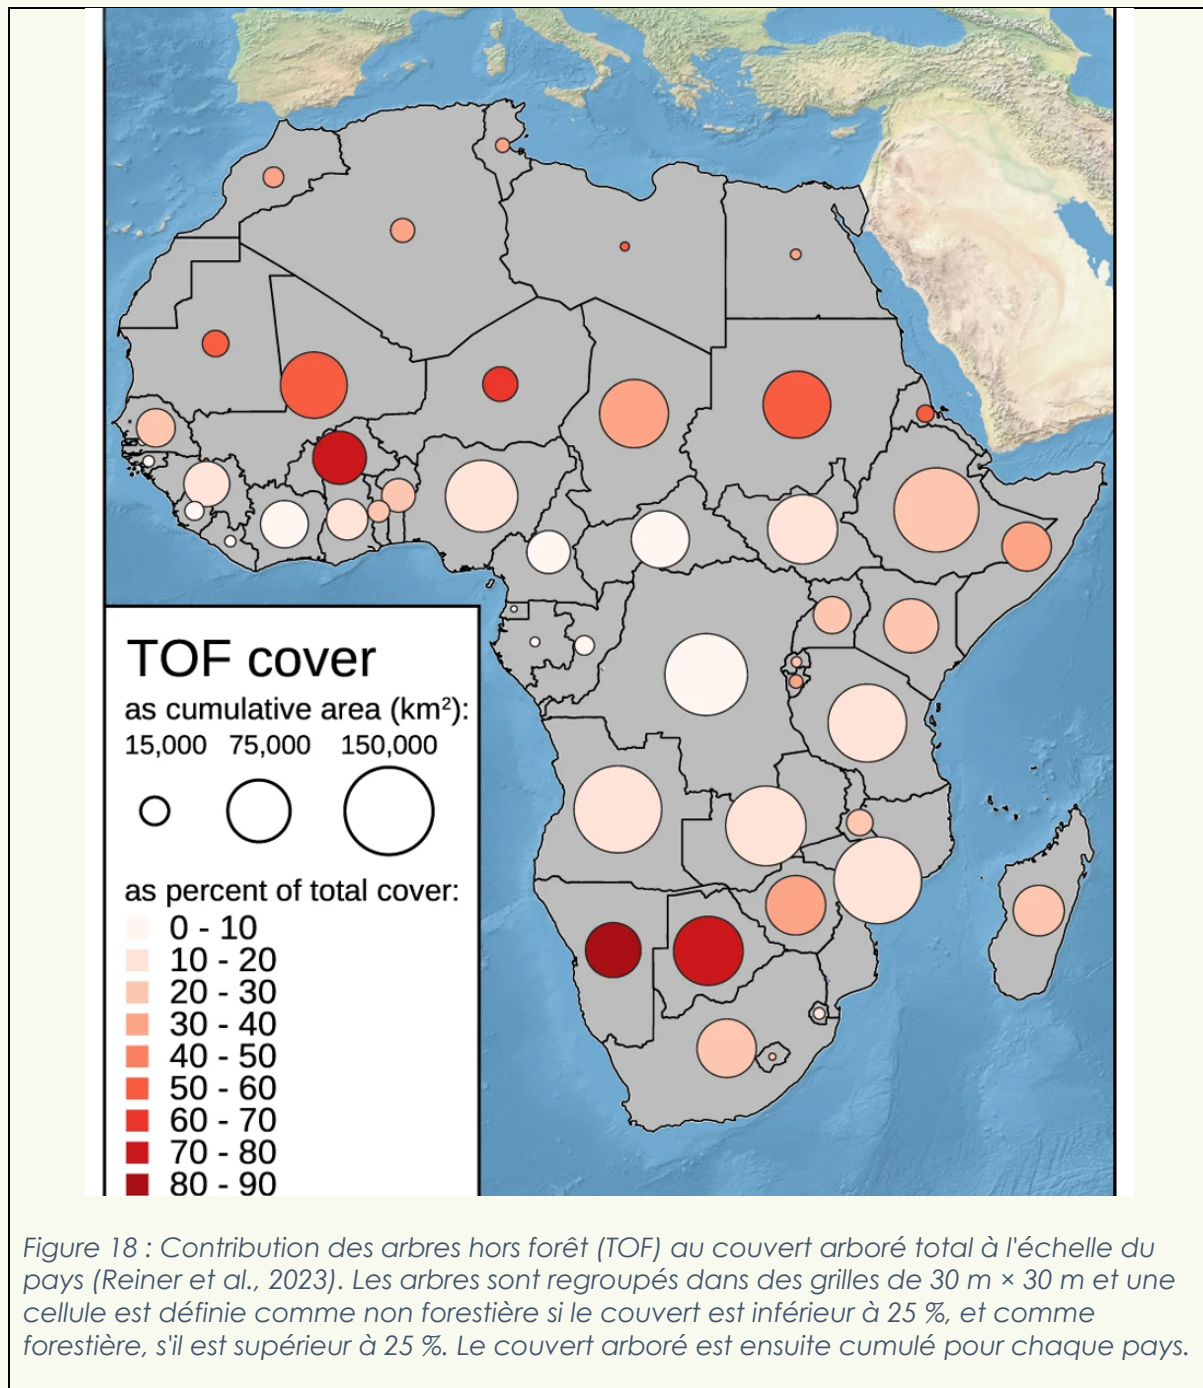 TOF cover
as cumulative area (km²):
15,000 75,000 150,000
as percent of total cover:
0 - 10
10 - 20
20 - 30
30 - 40
40 - 50
50 - 60
60 - 70
70 - 80
80 - 90
Figure 18 : Contribution des arbres hors forêt (TOF) au couvert arboré total à l'échelle du
pays (Reiner et al., 2023). Les arbres sont regroupés dans des grilles de 30 m × 30 m et une
cellule est définie comme non forestière si le couvert est inférieur à 25 %, et comme
forestière, s'il est supérieur à 25 %. Le couvert arboré est ensuite cumulé pour chaque pays.